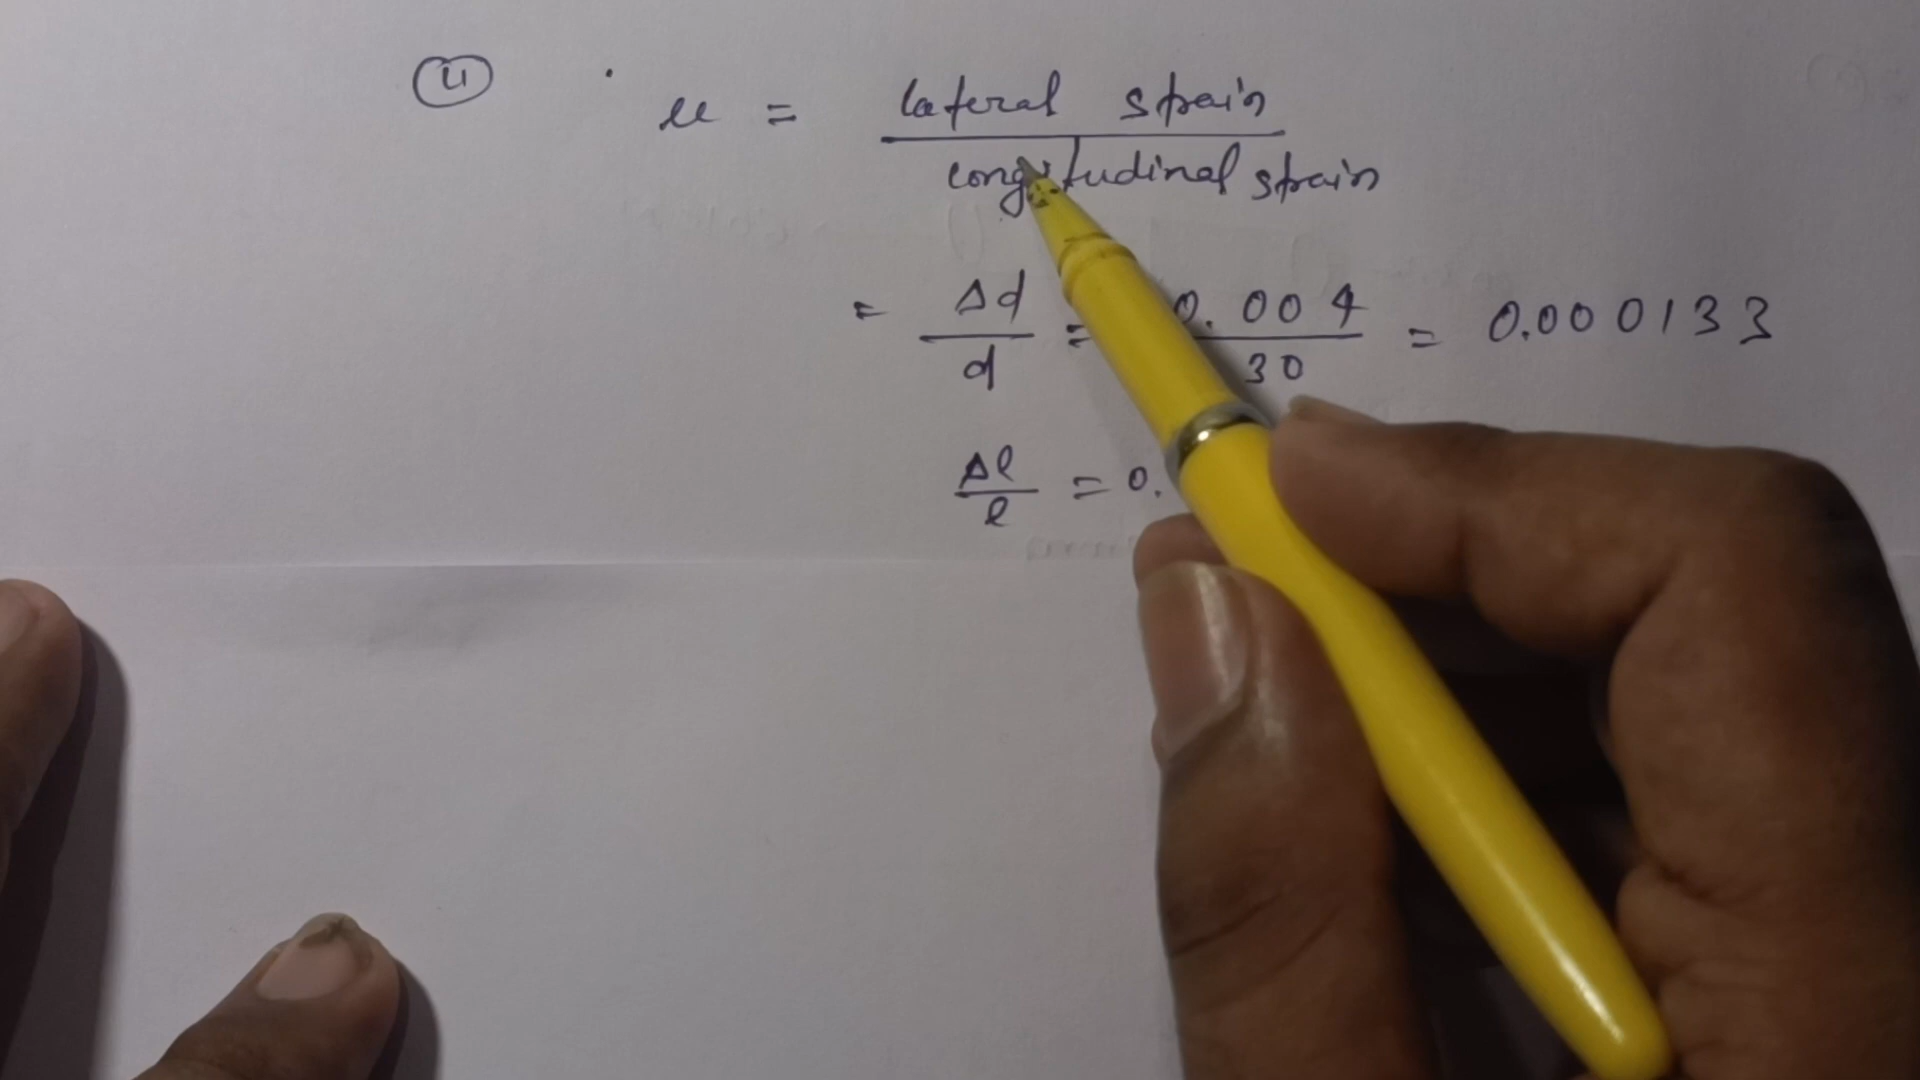 ④
μ = lateral strain
longitudinal strain
= Δd / d = 0.004 / 30 = 0.000133
Δl / l = 0.